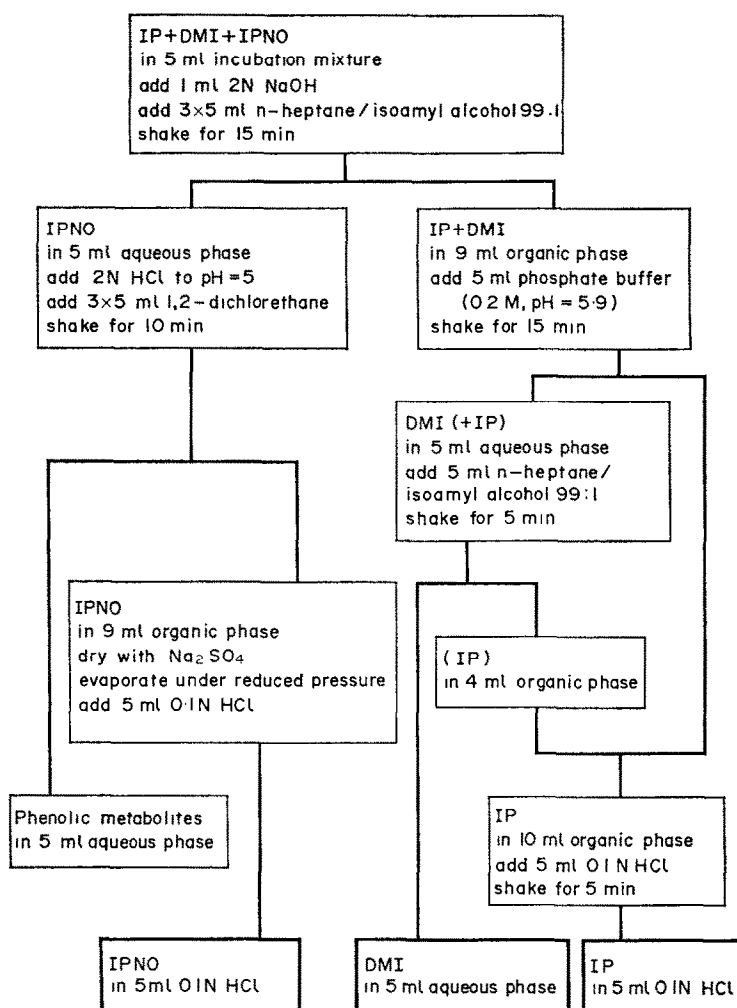 IP+DMI+IPNO
in 5 ml incubation mixture
add 1 ml 2N NaOH
add 3×5 ml n-heptane/isoamyl alcohol 99.1
shake for 15 min
IPNO
in 5 ml aqueous phase
add 2N HCl to pH = 5
add 3×5 ml 1,2-dichlorethane
shake for 10 min
IP+DMI
in 9 ml organic phase
add 5 ml phosphate buffer
(0 2 M, pH = 5·9)
shake for 15 min
DMI (+IP)
in 5 ml aqueous phase
add 5 ml n-heptane/
isoamyl alcohol 99:1
shake for 5 min
IPNO
in 9 ml organic phase
dry with Na₂SO₄
evaporate under reduced pressure
add 5 ml 0·1N HCl
(IP)
in 4 ml organic phase
Phenolic metabolites
in 5 ml aqueous phase
IP
in 10 ml organic phase
add 5 ml 0 1 N HCl
shake for 5 min
IPNO
in 5ml 0 1N HCl
DMI
in 5 ml aqueous phase
IP
in 5 ml 0 1N HCl